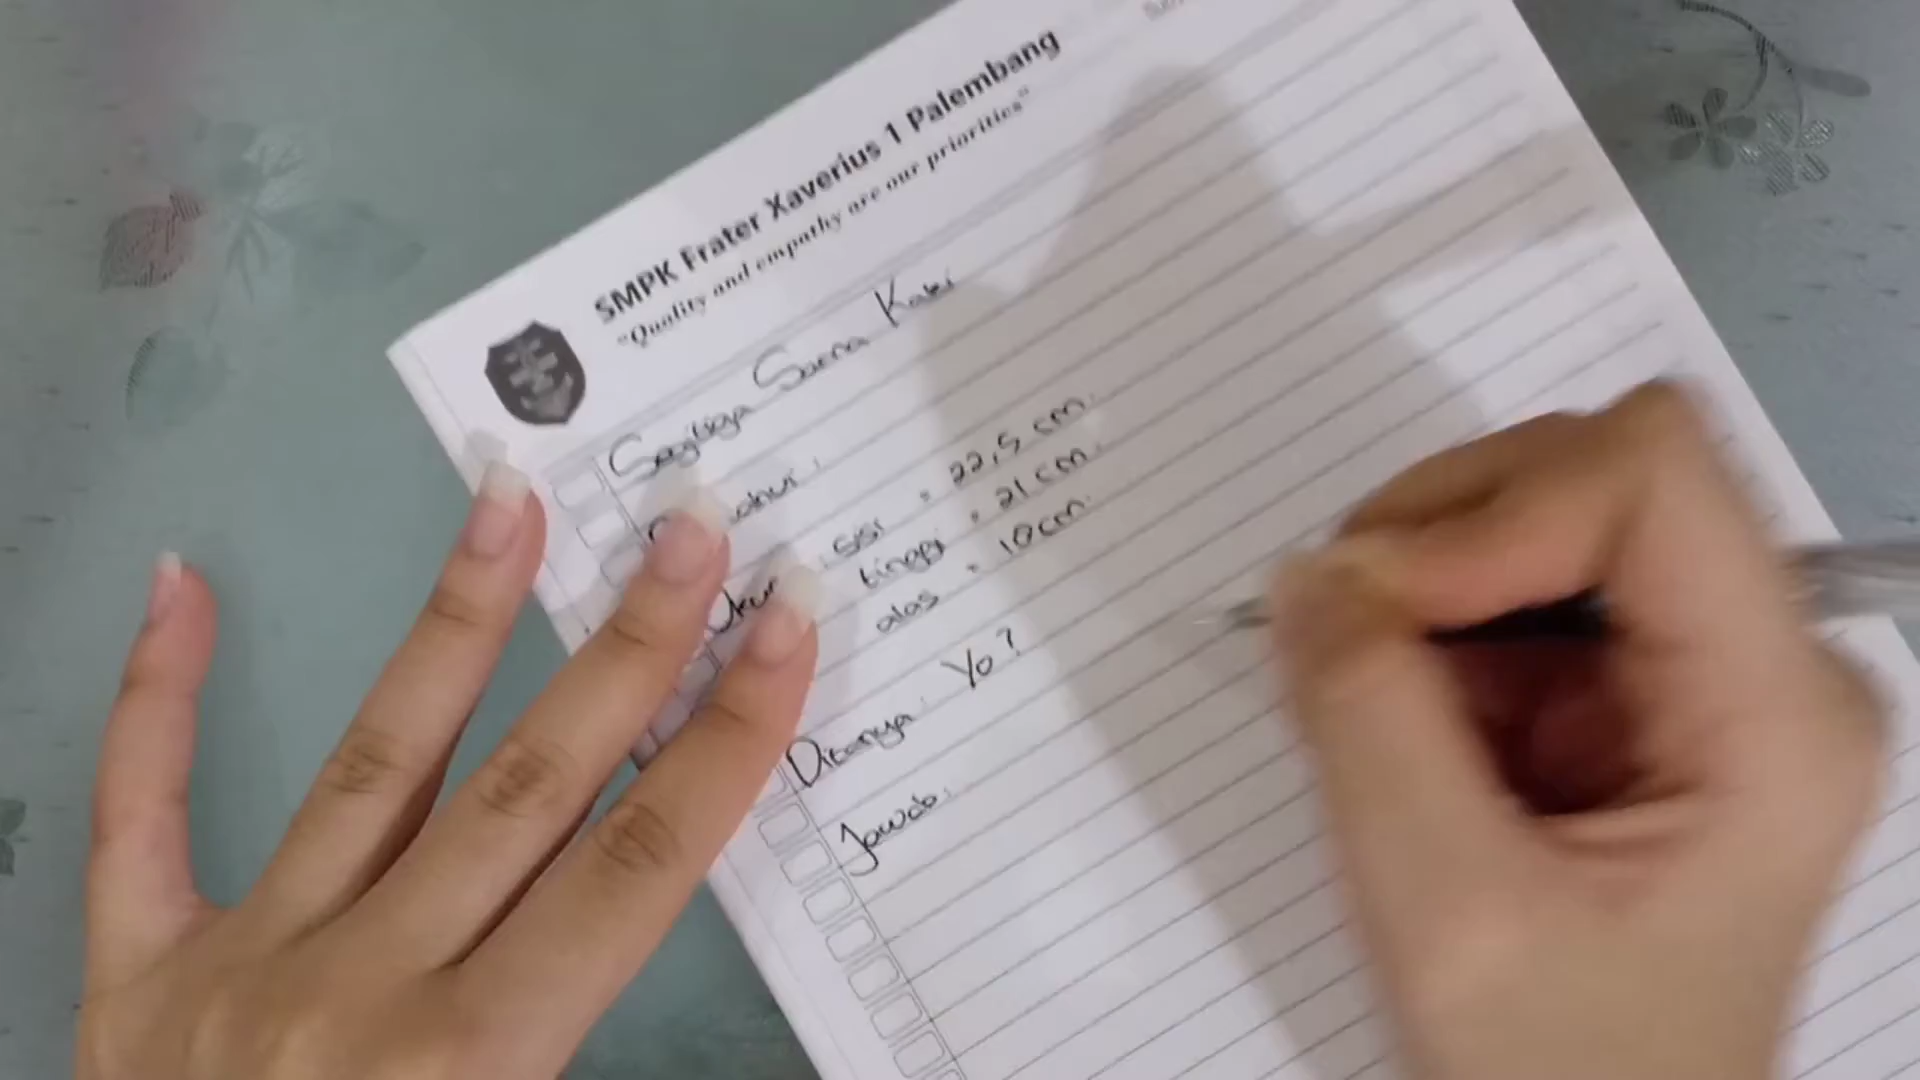 SMPK Frater Xaverius 1 Palembang
"Quality and empathy are our priorities"
Segitiga Sama Kaki
sisi = 22,5 cm.
tinggi = 21 cm.
alas = 10 cm.
Ditanya: Yo?
Jawab: